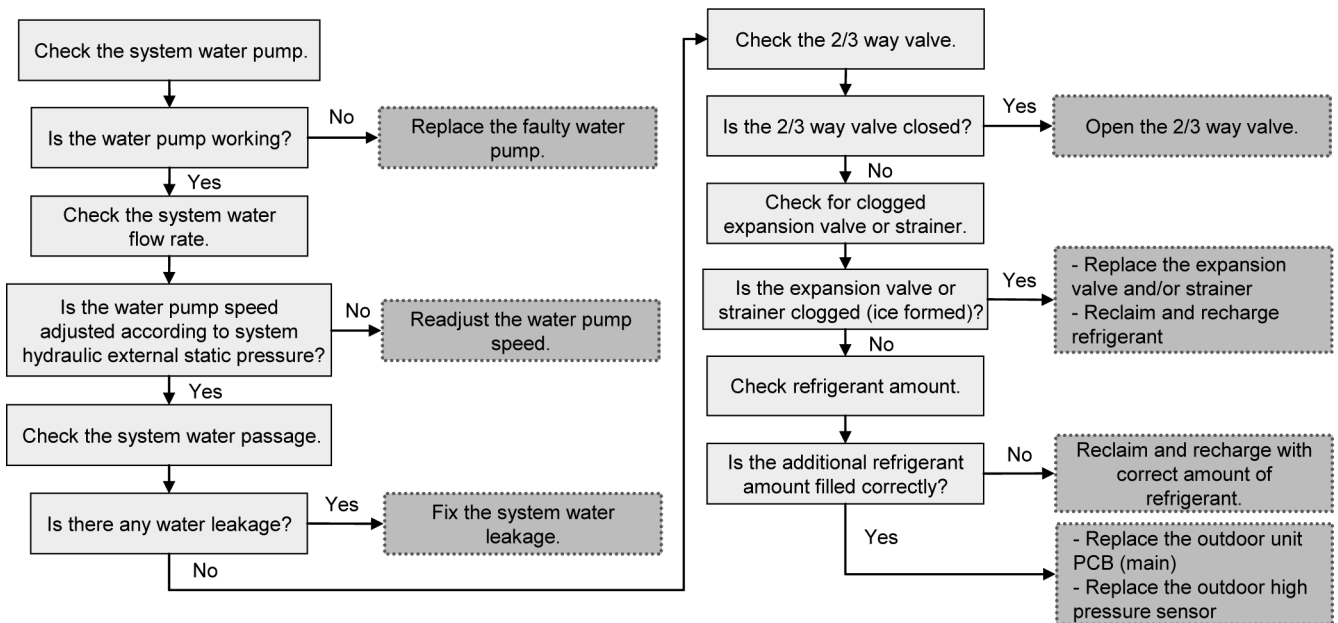 Check the system water pump.
Is the water pump working?
No
Replace the faulty water
pump.
Yes
Check the system water
flow rate.
Is the water pump speed
adjusted according to system
hydraulic external static pressure?
No
Readjust the water pump
speed.
Yes
Check the system water passage.
Is there any water leakage?
Yes
Fix the system water
leakage.
No
Check the 2/3 way valve.
Is the 2/3 way valve closed?
Yes
Open the 2/3 way valve.
No
Check for clogged
expansion valve or strainer.
Is the expansion valve or
strainer clogged (ice formed)?
Yes
- Replace the expansion
valve and/or strainer
- Reclaim and recharge
refrigerant
No
Check refrigerant amount.
Is the additional refrigerant
amount filled correctly?
No
Reclaim and recharge with
correct amount of
refrigerant.
Yes
- Replace the outdoor unit
PCB (main)
- Replace the outdoor high
pressure sensor